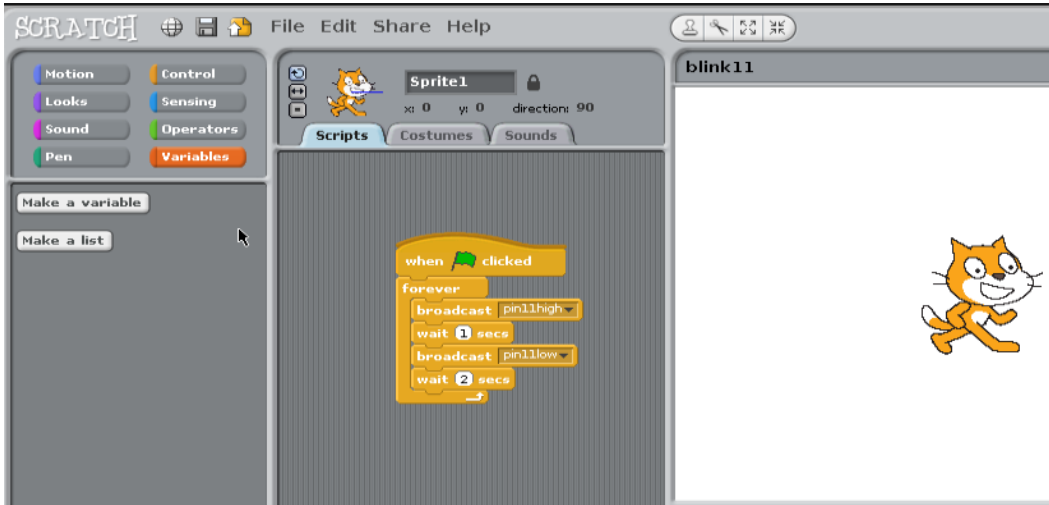 SCRATCH File Edit Share Help
Motion Control
Looks Sensing
Sound Operators
Pen Variables
Make a variable
Make a list
Sprite1
x: 0 y: 0 direction: 90
Scripts Costumes Sounds
when clicked
forever
broadcast pin11high
wait 1 secs
broadcast pin11low
wait 2 secs
blink11